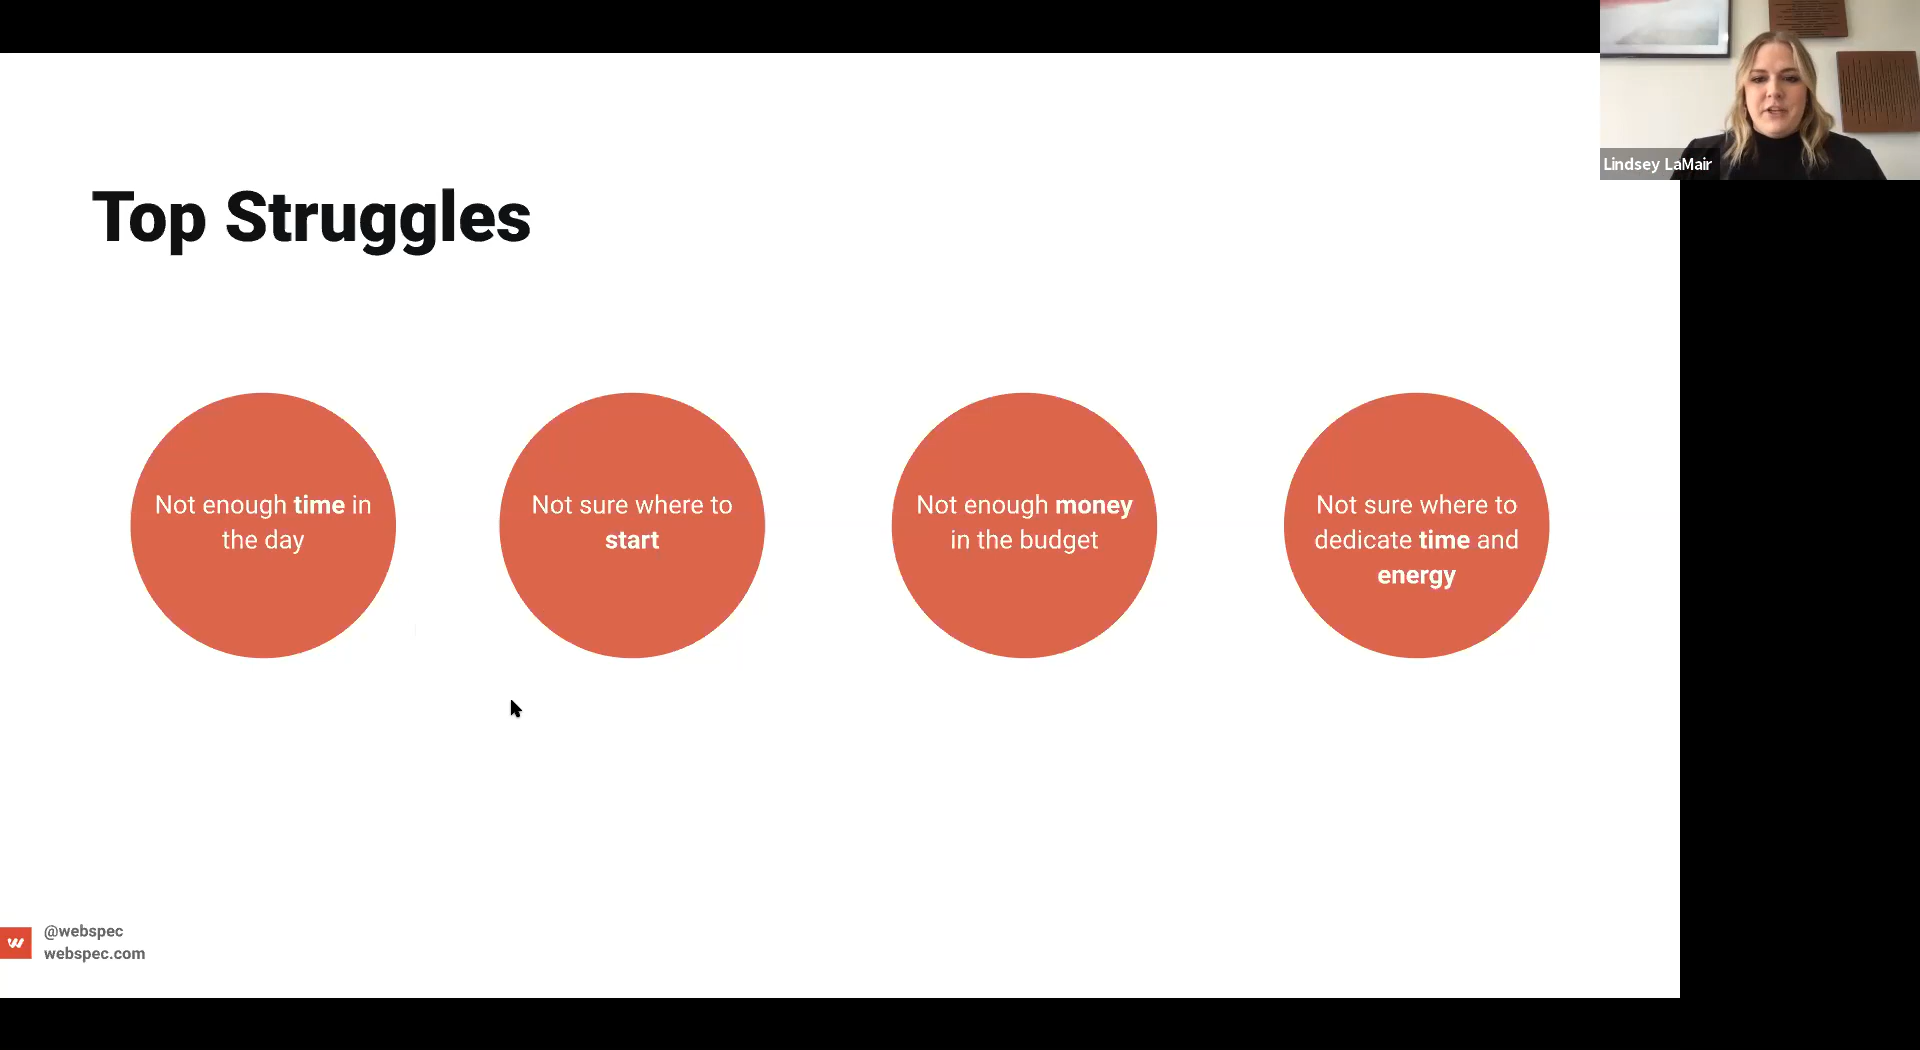 Lindsey LaMair
Top Struggles
Not enough time in
the day
Not sure where to
start
Not enough money
in the budget
Not sure where to
dedicate time and
energy
@webspec
webspec.com